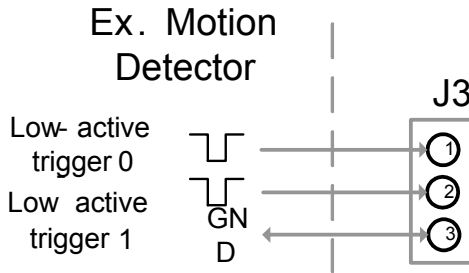 Ex. Motion
Detector
J3
Low- active
trigger 0
1
Low active
trigger 1
2
GN
D
3